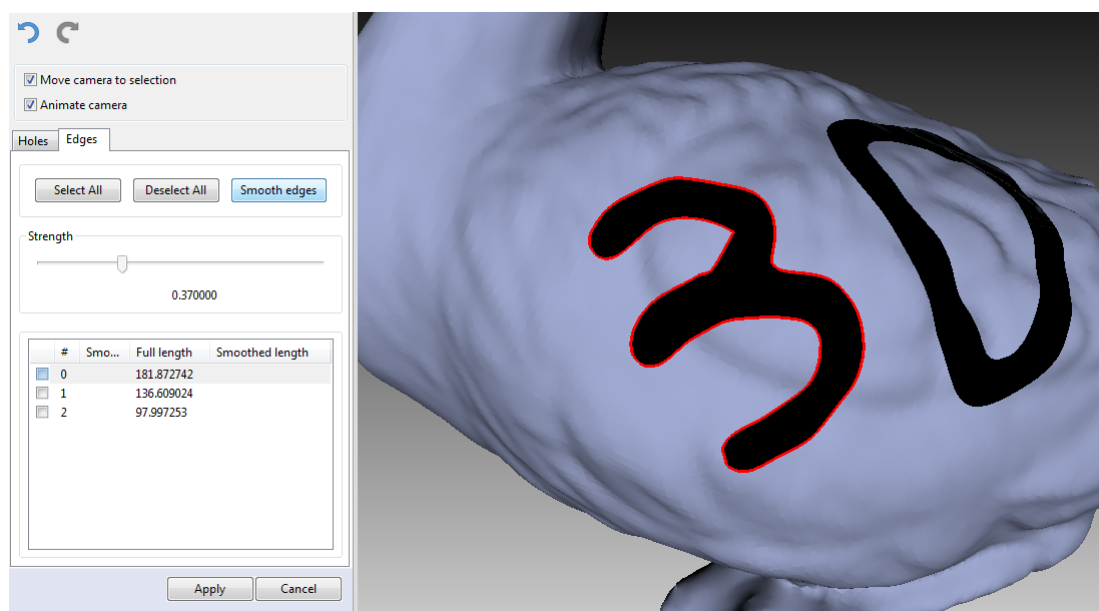 Move camera to selection
Animate camera
Holes Edges
Select All Deselect All Smooth edges
Strength
0.370000
# Smo... Full length Smoothed length
0 181.872742
1 136.609024
2 97.997253
Apply Cancel
3D